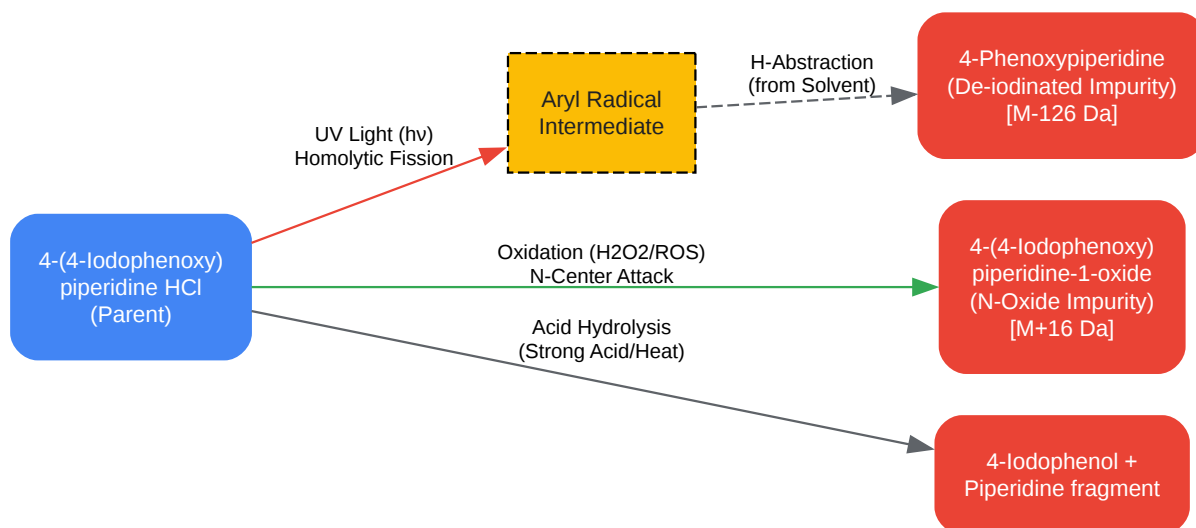 4-(4-Iodophenoxy)
piperidine HCl
(Parent)
UV Light (hν)
Homolytic Fission
Aryl Radical
Intermediate
H-Abstraction
(from Solvent)
4-Phenoxypiperidine
(De-iodinated Impurity)
[M-126 Da]
Oxidation (H2O2/ROS)
N-Center Attack
4-(4-Iodophenoxy)
piperidine-1-oxide
(N-Oxide Impurity)
[M+16 Da]
Acid Hydrolysis
(Strong Acid/Heat)
4-Iodophenol +
Piperidine fragment